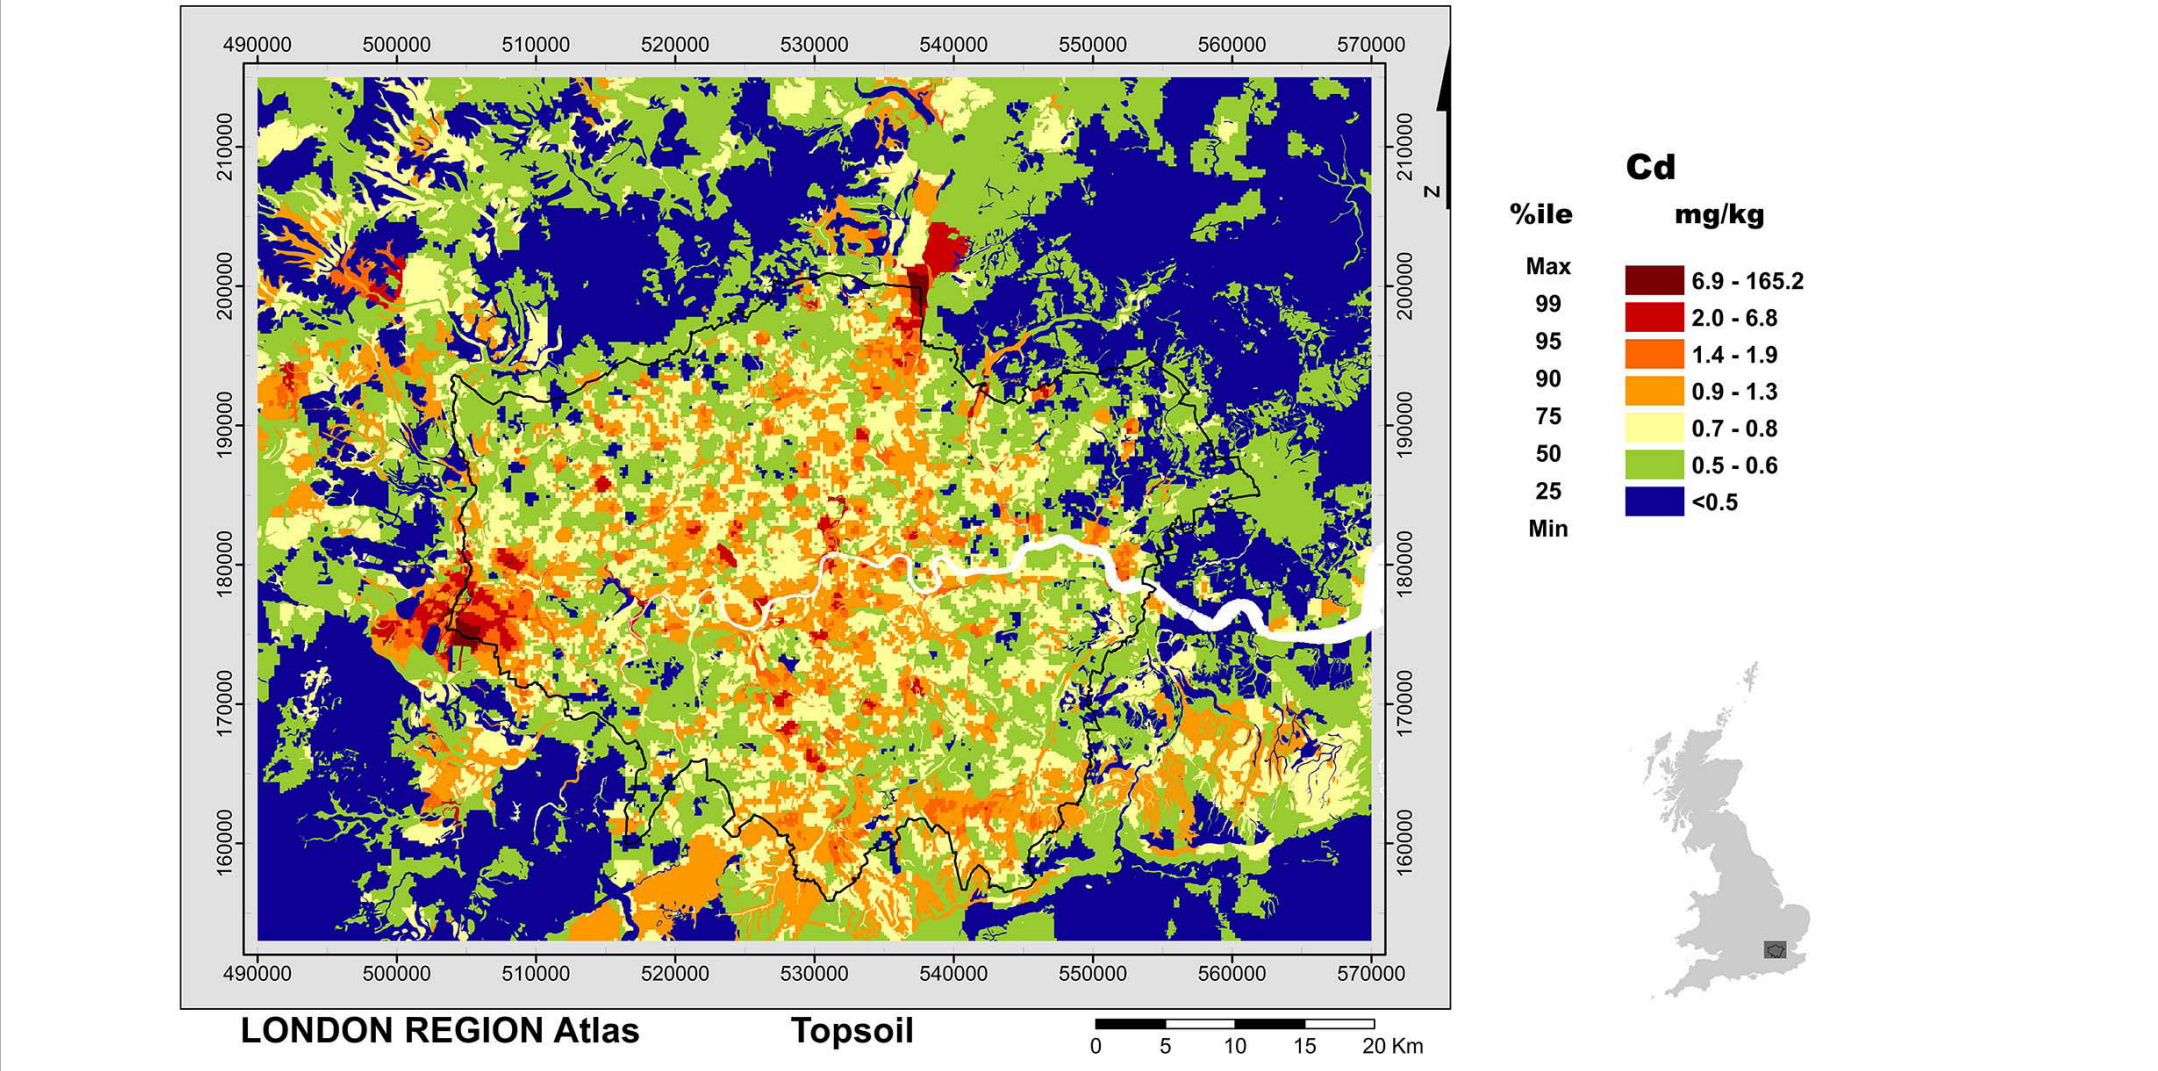 490000 500000 510000 520000 530000 540000 550000 560000 570000
210000
200000
190000
180000
170000
160000
210000
200000
190000
180000
170000
160000
490000 500000 510000 520000 530000 540000 550000 560000 570000
N
LONDON REGION Atlas Topsoil
0 5 10 15 20 Km
Cd
%ile mg/kg
Max
99
95
90
75
50
25
Min
6.9 - 165.2
2.0 - 6.8
1.4 - 1.9
0.9 - 1.3
0.7 - 0.8
0.5 - 0.6
<0.5